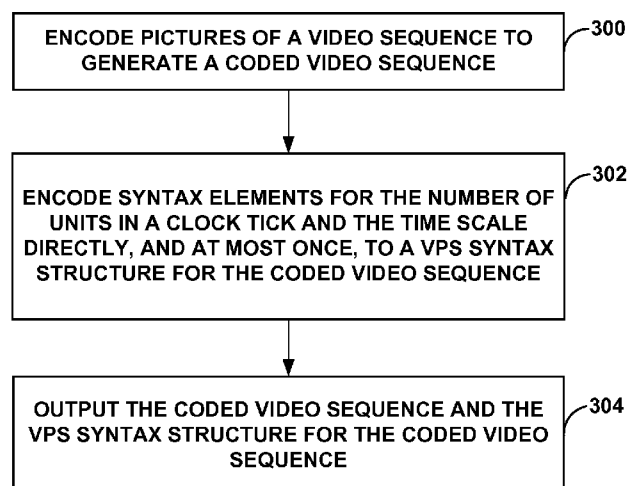 ENCODE PICTURES OF A VIDEO SEQUENCE TO
GENERATE A CODED VIDEO SEQUENCE
300
ENCODE SYNTAX ELEMENTS FOR THE NUMBER OF
UNITS IN A CLOCK TICK AND THE TIME SCALE
DIRECTLY, AND AT MOST ONCE, TO A VPS SYNTAX
STRUCTURE FOR THE CODED VIDEO SEQUENCE
302
OUTPUT THE CODED VIDEO SEQUENCE AND THE
VPS SYNTAX STRUCTURE FOR THE CODED VIDEO
SEQUENCE
304